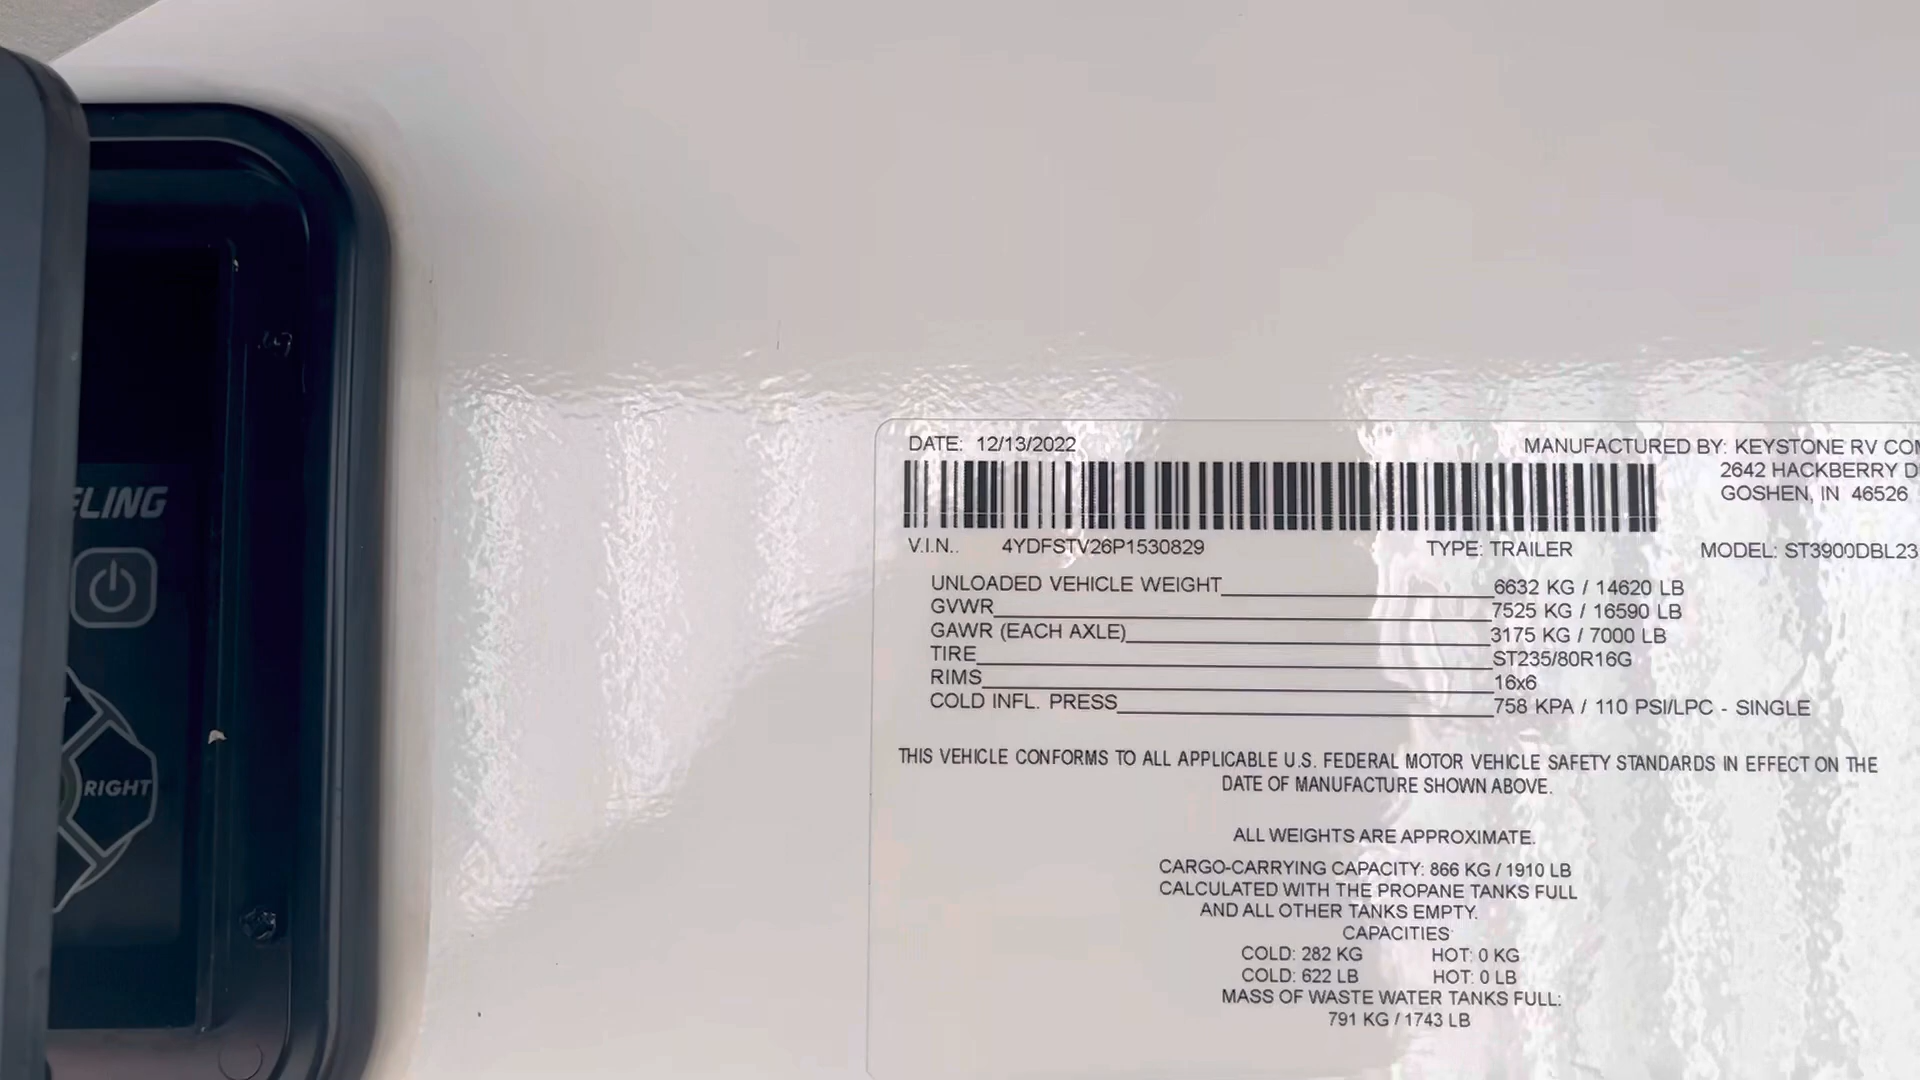 DATE: 12/13/2022
MANUFACTURED BY: KEYSTONE RV
2642 HACKBERRY
GOSHEN, IN 46526
V.I.N.. 4YDFSTV26P1530829
TYPE: TRAILER
MODEL: ST3900DBL23
UNLOADED VEHICLE WEIGHT 6632 KG / 14620 LB
GVWR 7525 KG / 16590 LB
GAWR (EACH AXLE) 3175 KG / 7000 LB
TIRE ST235/80R16G
RIMS 16x6
COLD INFL. PRESS 758 KPA / 110 PSI/LPC - SINGLE
THIS VEHICLE CONFORMS TO ALL APPLICABLE U.S. FEDERAL MOTOR VEHICLE SAFETY STANDARDS IN EFFECT ON THE
DATE OF MANUFACTURE SHOWN ABOVE.
ALL WEIGHTS ARE APPROXIMATE.
CARGO-CARRYING CAPACITY: 866 KG / 1910 LB
CALCULATED WITH THE PROPANE TANKS FULL
AND ALL OTHER TANKS EMPTY.
CAPACITIES
COLD: 282 KG HOT: 0 KG
COLD: 622 LB HOT: 0 LB
MASS OF WASTE WATER TANKS FULL:
791 KG / 1743 LB
RIGHT